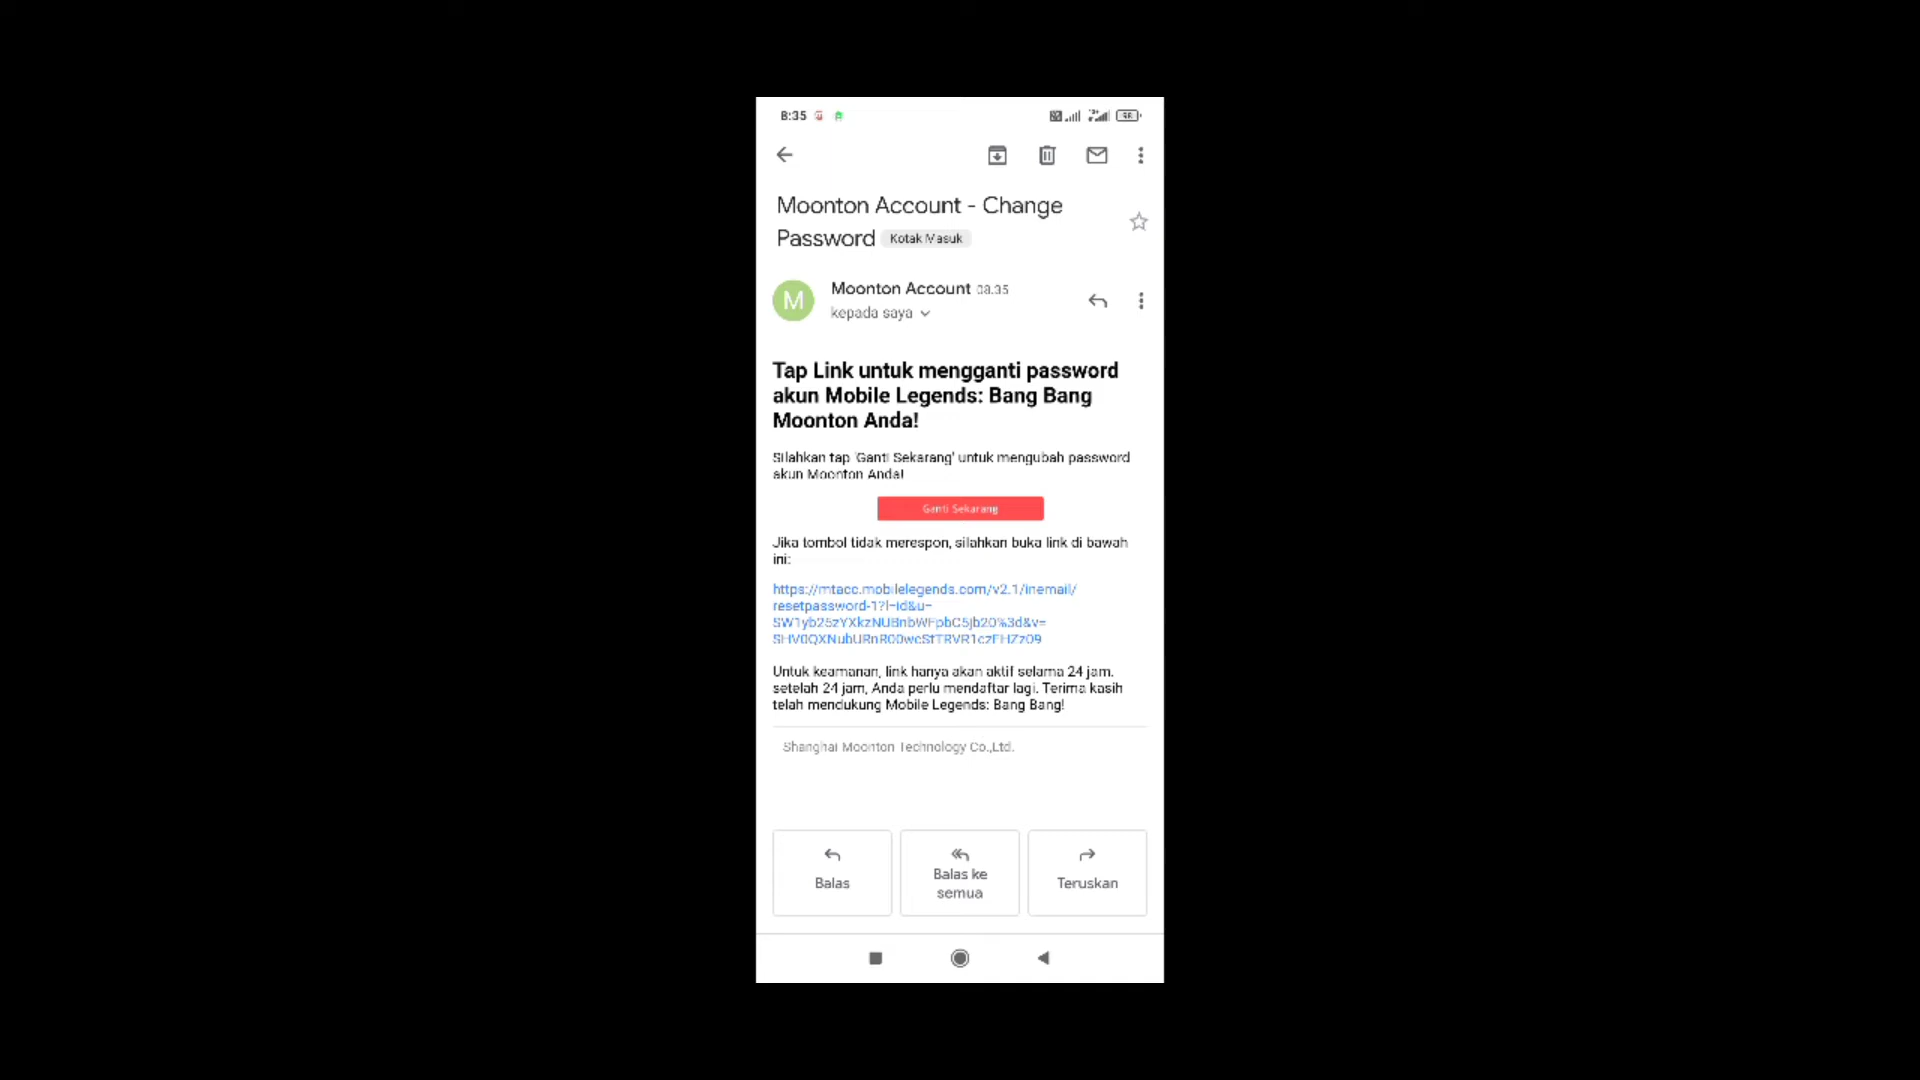 8:35
Moonton Account - Change
Password Kotak Masuk
M
Moonton Account 08.35
kepada saya
Tap Link untuk mengganti password
akun Mobile Legends: Bang Bang
Moonton Anda!
Silahkan tap 'Ganti Sekarang' untuk mengubah password
akun Moonton Anda!
Ganti Sekarang
Jika tombol tidak merespon, silahkan buka link di bawah
ini:
https://mtacc.mobilelegends.com/v2.1/inemail/
resetpassword-1?l=id&u=
Untuk keamanan, link hanya akan aktif selama 24 jam.
setelah 24 jam, Anda perlu mendaftar lagi. Terima kasih
telah mendukung Mobile Legends: Bang Bang!
Shanghai Moonton Technology Co.,Ltd.
Balas
Balas ke
semua
Teruskan